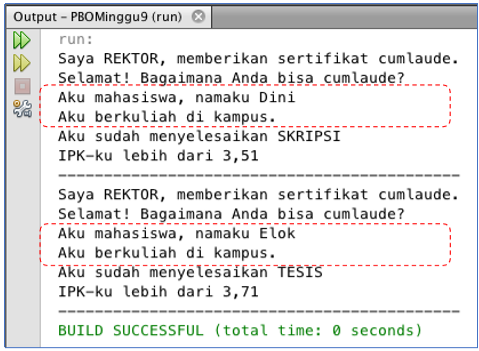 Output – PBOMinggu9 (run)
run:
Saya REKTOR, memberikan sertifikat cumlaude.
Selamat! Bagaimana Anda bisa cumlaude?
Aku mahasiswa, namaku Dini
Aku berkuliah di kampus.
Aku sudah menyelesaikan SKRIPSI
IPK-ku lebih dari 3,51
--------------------------------------------
Saya REKTOR, memberikan sertifikat cumlaude.
Selamat! Bagaimana Anda bisa cumlaude?
Aku mahasiswa, namaku Elok
Aku berkuliah di kampus.
Aku sudah menyelesaikan TESIS
IPK-ku lebih dari 3,71
--------------------------------------------
BUILD SUCCESSFUL (total time: 0 seconds)